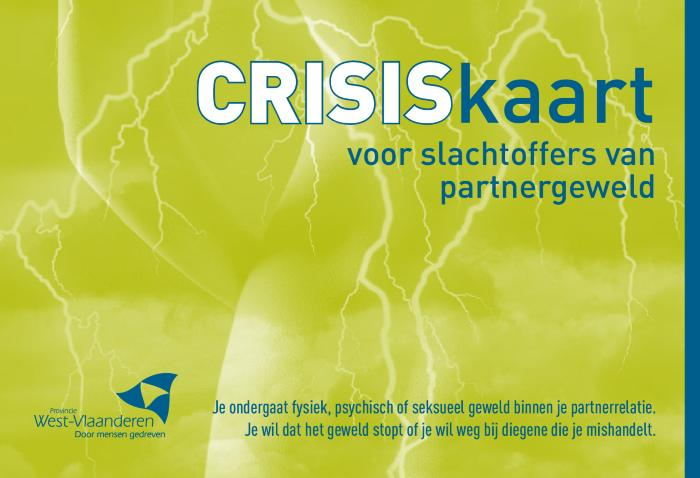 CRISISkaart
voor slachtoffers van
partnergeweld
Provincie
West-Vlaanderen
Door mensen gedreven
Je ondergaat fysiek, psychisch of seksueel geweld binnen je partnerrelatie.
Je wil dat het geweld stopt of je wil weg bij diegene die je mishandelt.